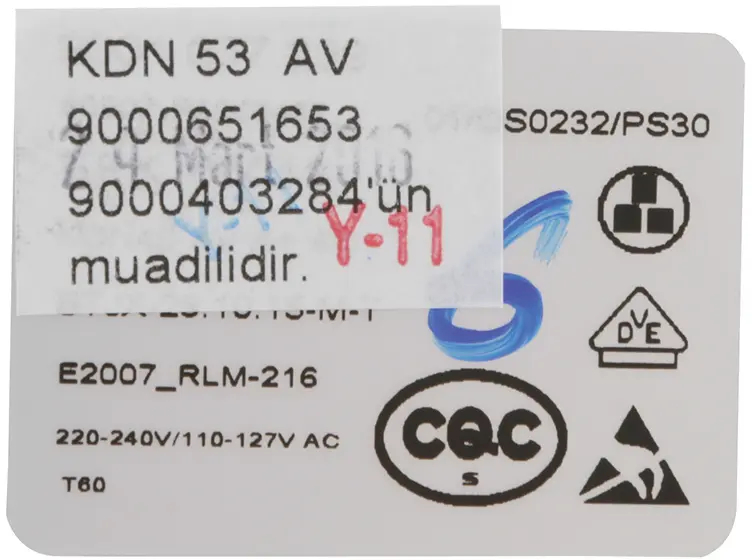 KDN 53 AV
9000651653
S0232/PS30
9000403284'ün
Y-11
muadilidir.
E2007_RLM-216
220-240V/110-127V AC
T60
CQC
S
DVE